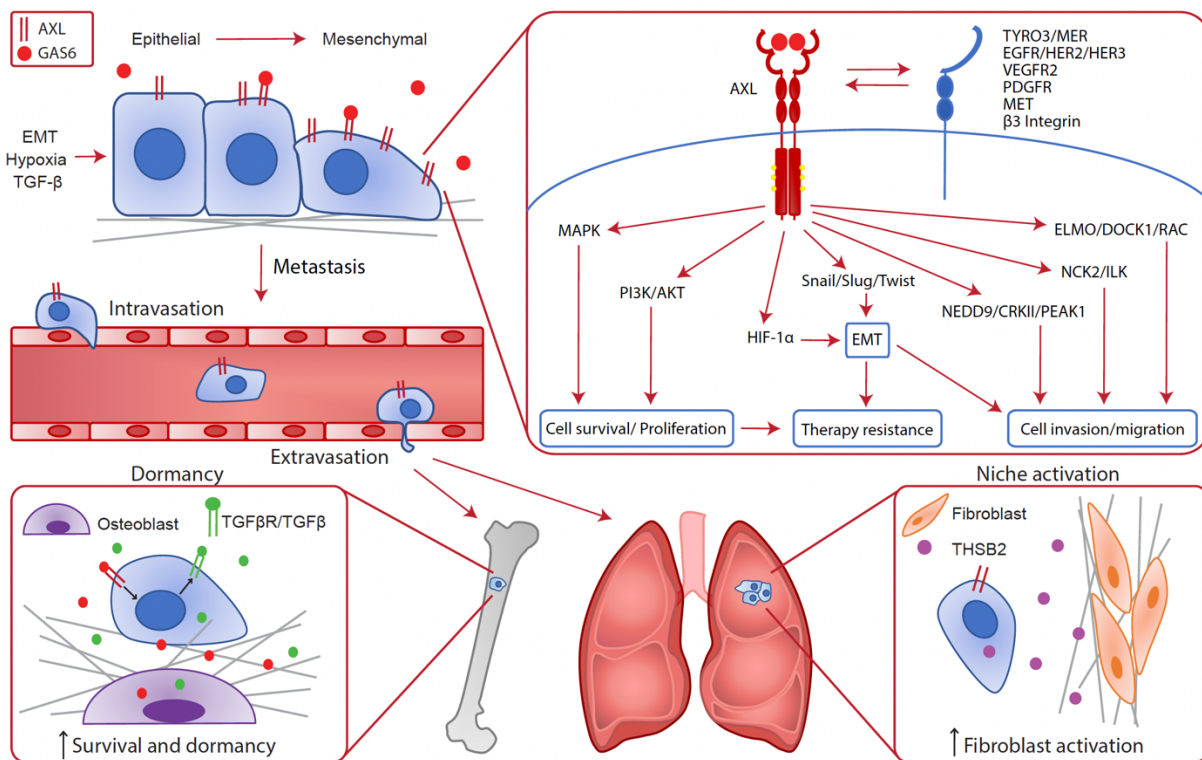 AXL
GAS6
Epithelial
Mesenchymal
EMT
Hypoxia
TGF-β
Metastasis
Intravasation
Extravasation
AXL
TYRO3/MER
EGFR/HER2/HER3
VEGFR2
PDGFR
MET
β3 Integrin
MAPK
PI3K/AKT
HIF-1α
Snail/Slug/Twist
EMT
NEDD9/CRKII/PEAK1
NCK2/ILK
ELMO/DOCK1/RAC
Cell survival/ Proliferation
Therapy resistance
Cell invasion/migration
Dormancy
Osteoblast
TGFβR/TGFβ
↑ Survival and dormancy
Niche activation
Fibroblast
THSB2
↑ Fibroblast activation